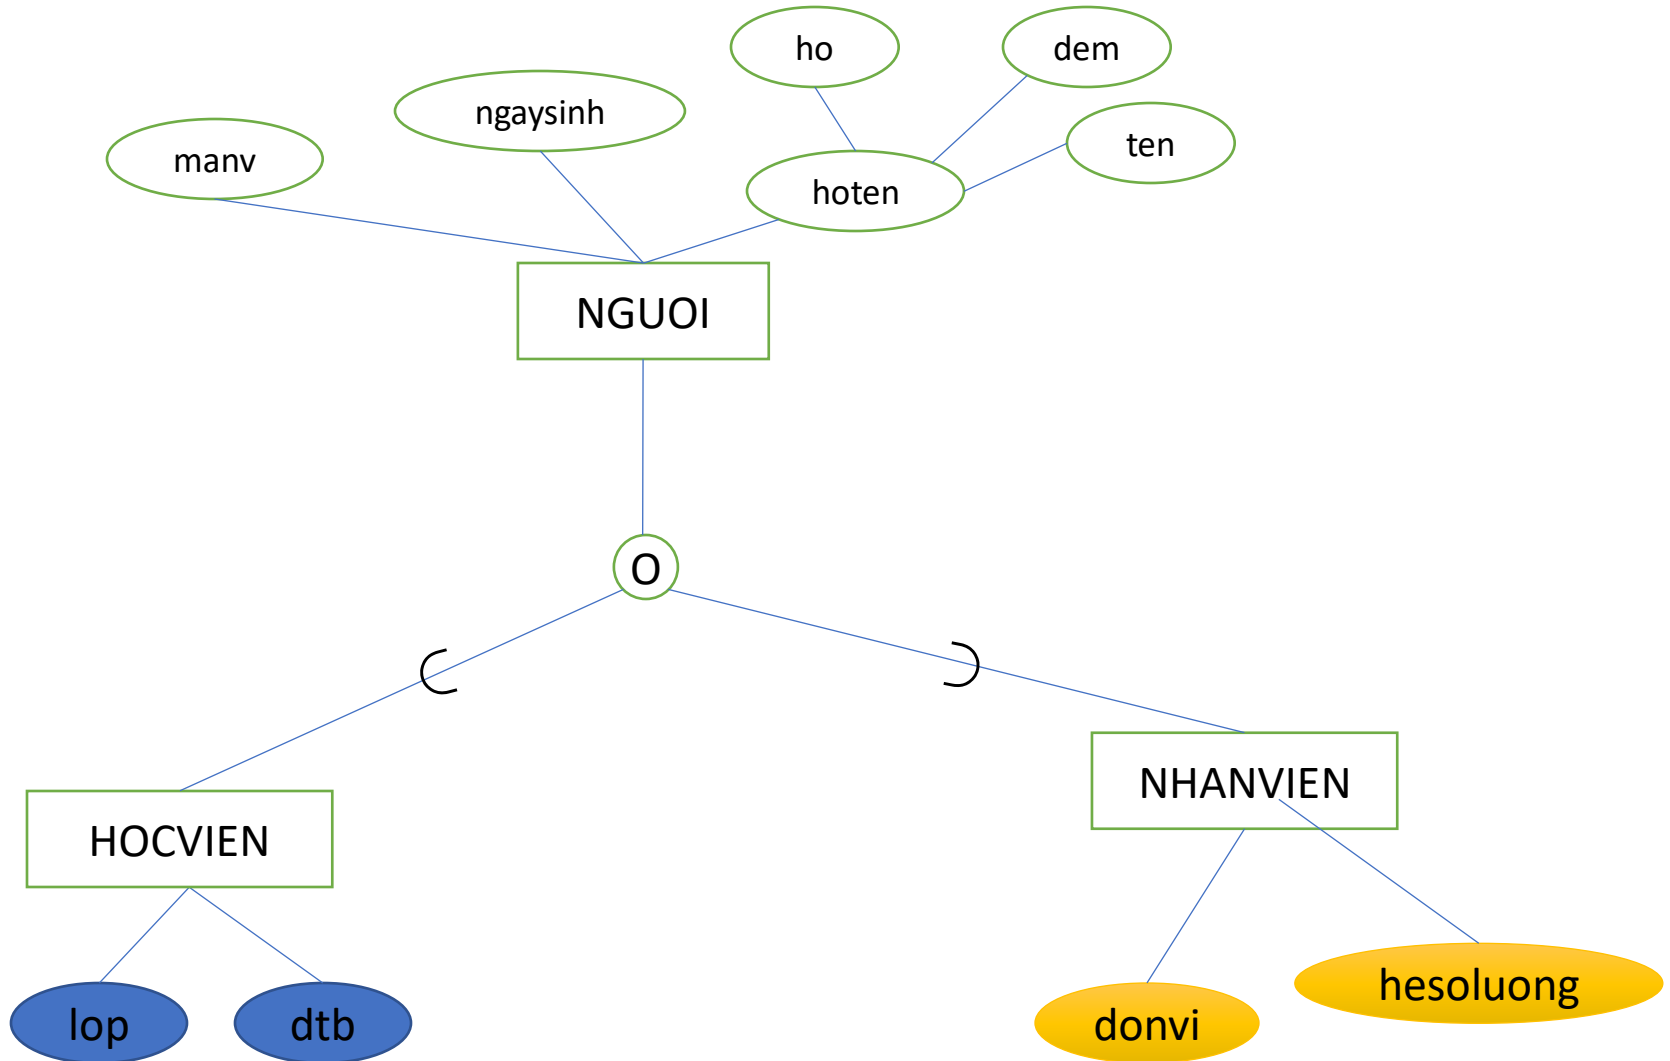 ho
dem
ngaysinh
ten
manv
hoten
NGUOI
O
NHANVIEN
HOCVIEN
hesoluong
lop
dtb
donvi